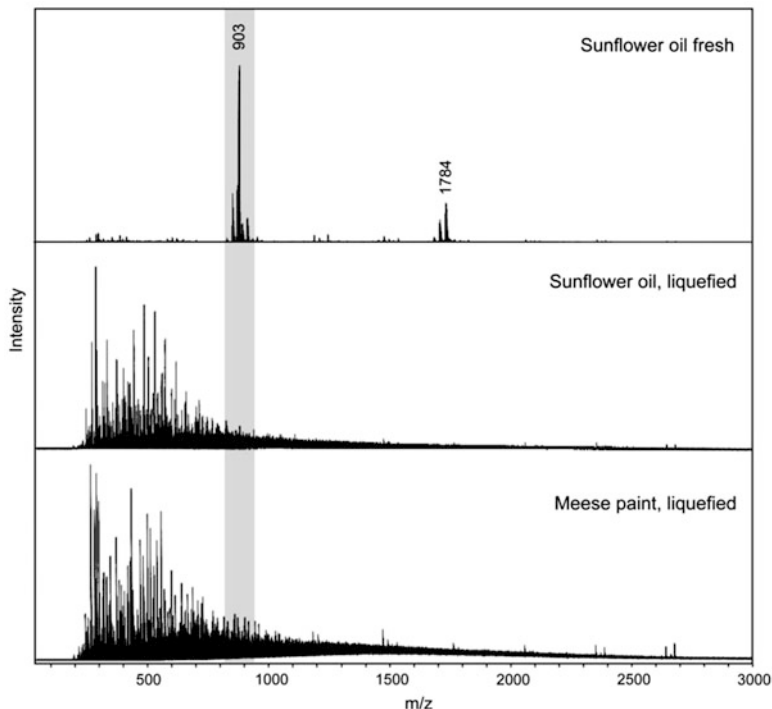 903
Sunflower oil fresh
1784
Sunflower oil, liquefied
Intensity
Meese paint, liquefied
500 1000 1500 2000 2500 3000
m/z